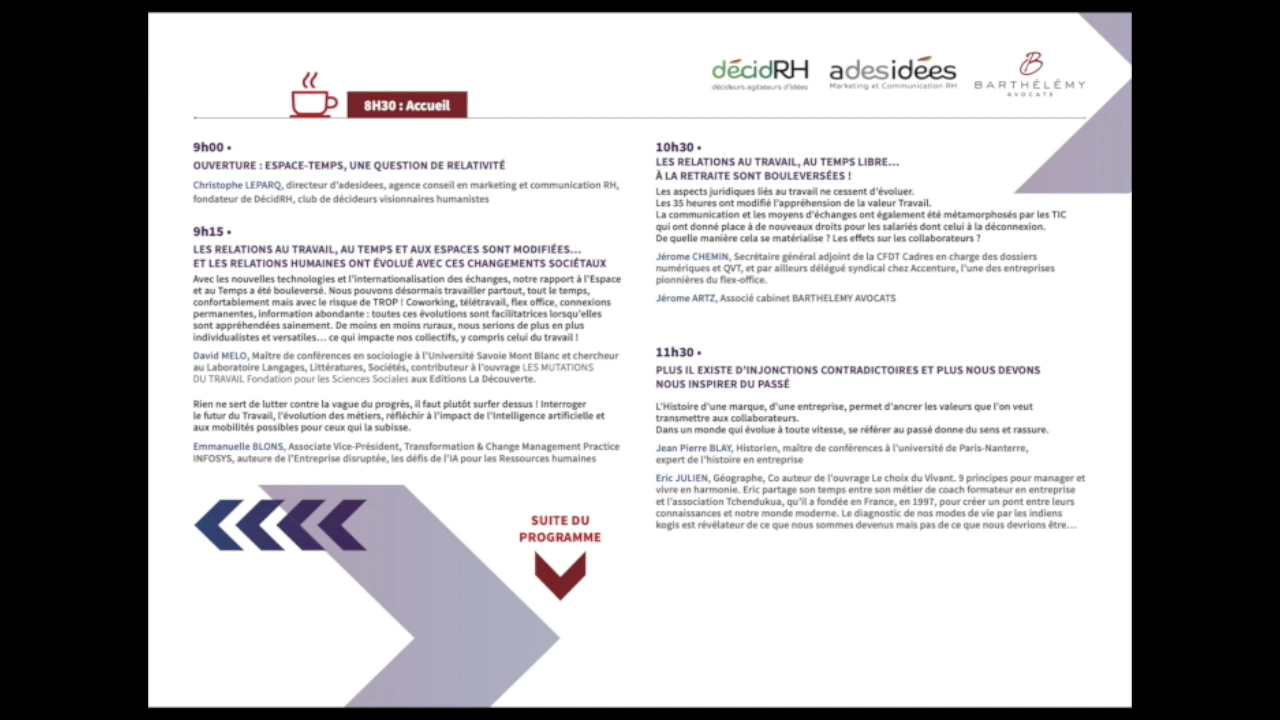 décidRH
décideurs agitateurs d'idées
adesidées
Marketing et Communication RH
B
BARTHÉLÉMY
AVOCATS
8H30 : Accueil
9h00 •
OUVERTURE : ESPACE-TEMPS, UNE QUESTION DE RELATIVITÉ
Christophe LEPARQ, directeur d'adesidees, agence conseil en marketing et communication RH,
fondateur de DécidRH, club de décideurs visionnaires humanistes
9h15 •
LES RELATIONS AU TRAVAIL, AU TEMPS ET AUX ESPACES SONT MODIFIÉES...
ET LES RELATIONS HUMAINES ONT ÉVOLUÉ AVEC CES CHANGEMENTS SOCIÉTAUX
Avec les nouvelles technologies et l'internationalisation des échanges, notre rapport à l'Espace
et au Temps a été bouleversé. Nous pouvons désormais travailler partout, tout le temps,
confortablement mais avec le risque de TROP ! Coworking, télétravail, flex office, connexions
permanentes, information abondante : toutes ces évolutions sont facilitatrices lorsqu'elles
sont appréhendées sainement. De moins en moins ruraux, nous serions de plus en plus
individualistes et versatiles... ce qui impacte nos collectifs, y compris celui du travail !
David MELO, Maître de conférences en sociologie à l'Université Savoie Mont Blanc et chercheur
au Laboratoire Langages, Littératures, Sociétés, contributeur à l'ouvrage LES MUTATIONS
DU TRAVAIL Fondation pour les Sciences Sociales aux Editions La Découverte.
Rien ne sert de lutter contre la vague du progrès, il faut plutôt surfer dessus ! Interroger
le futur du Travail, l'évolution des métiers, réfléchir à l'impact de l'Intelligence artificielle et
aux mobilités possibles pour ceux qui la subisse.
Emmanuelle BLONS, Associate Vice-Président, Transformation & Change Management Practice
INFOSYS, auteure de l'Entreprise disruptée, les défis de l'IA pour les Ressources humaines
SUITE DU
PROGRAMME
10h30 •
LES RELATIONS AU TRAVAIL, AU TEMPS LIBRE...
À LA RETRAITE SONT BOULEVERSÉES !
Les aspects juridiques liés au travail ne cessent d'évoluer.
Les 35 heures ont modifié l'appréhension de la valeur Travail.
La communication et les moyens d'échanges ont également été métamorphosés par les TIC
qui ont donné place à de nouveaux droits pour les salariés dont celui à la déconnexion.
De quelle manière cela se matérialise ? Les effets sur les collaborateurs ?
Jérome CHEMIN, Secrétaire général adjoint de la CFDT Cadres en charge des dossiers
numériques et QVT, et par ailleurs délégué syndical chez Accenture, l'une des entreprises
pionnières du flex-office.
Jérome ARTZ, Associé cabinet BARTHELEMY AVOCATS
11h30 •
PLUS IL EXISTE D'INJONCTIONS CONTRADICTOIRES ET PLUS NOUS DEVONS
NOUS INSPIRER DU PASSÉ
L'Histoire d'une marque, d'une entreprise, permet d'ancrer les valeurs que l'on veut
transmettre aux collaborateurs.
Dans un monde qui évolue à toute vitesse, se référer au passé donne du sens et rassure.
Jean Pierre BLAY, Historien, maître de conférences à l'université de Paris-Nanterre,
expert de l'histoire en entreprise
Eric JULIEN, Géographe, Co auteur de l'ouvrage Le choix du Vivant. 9 principes pour manager et
vivre en harmonie. Eric partage son temps entre son métier de coach formateur en entreprise
et l'association Tchendukua, qu'il a fondée en France, en 1997, pour créer un pont entre leurs
connaissances et notre monde moderne. Le diagnostic de nos modes de vie par les indiens
kogis est révélateur de ce que nous sommes devenus mais pas de ce que nous devrions être...